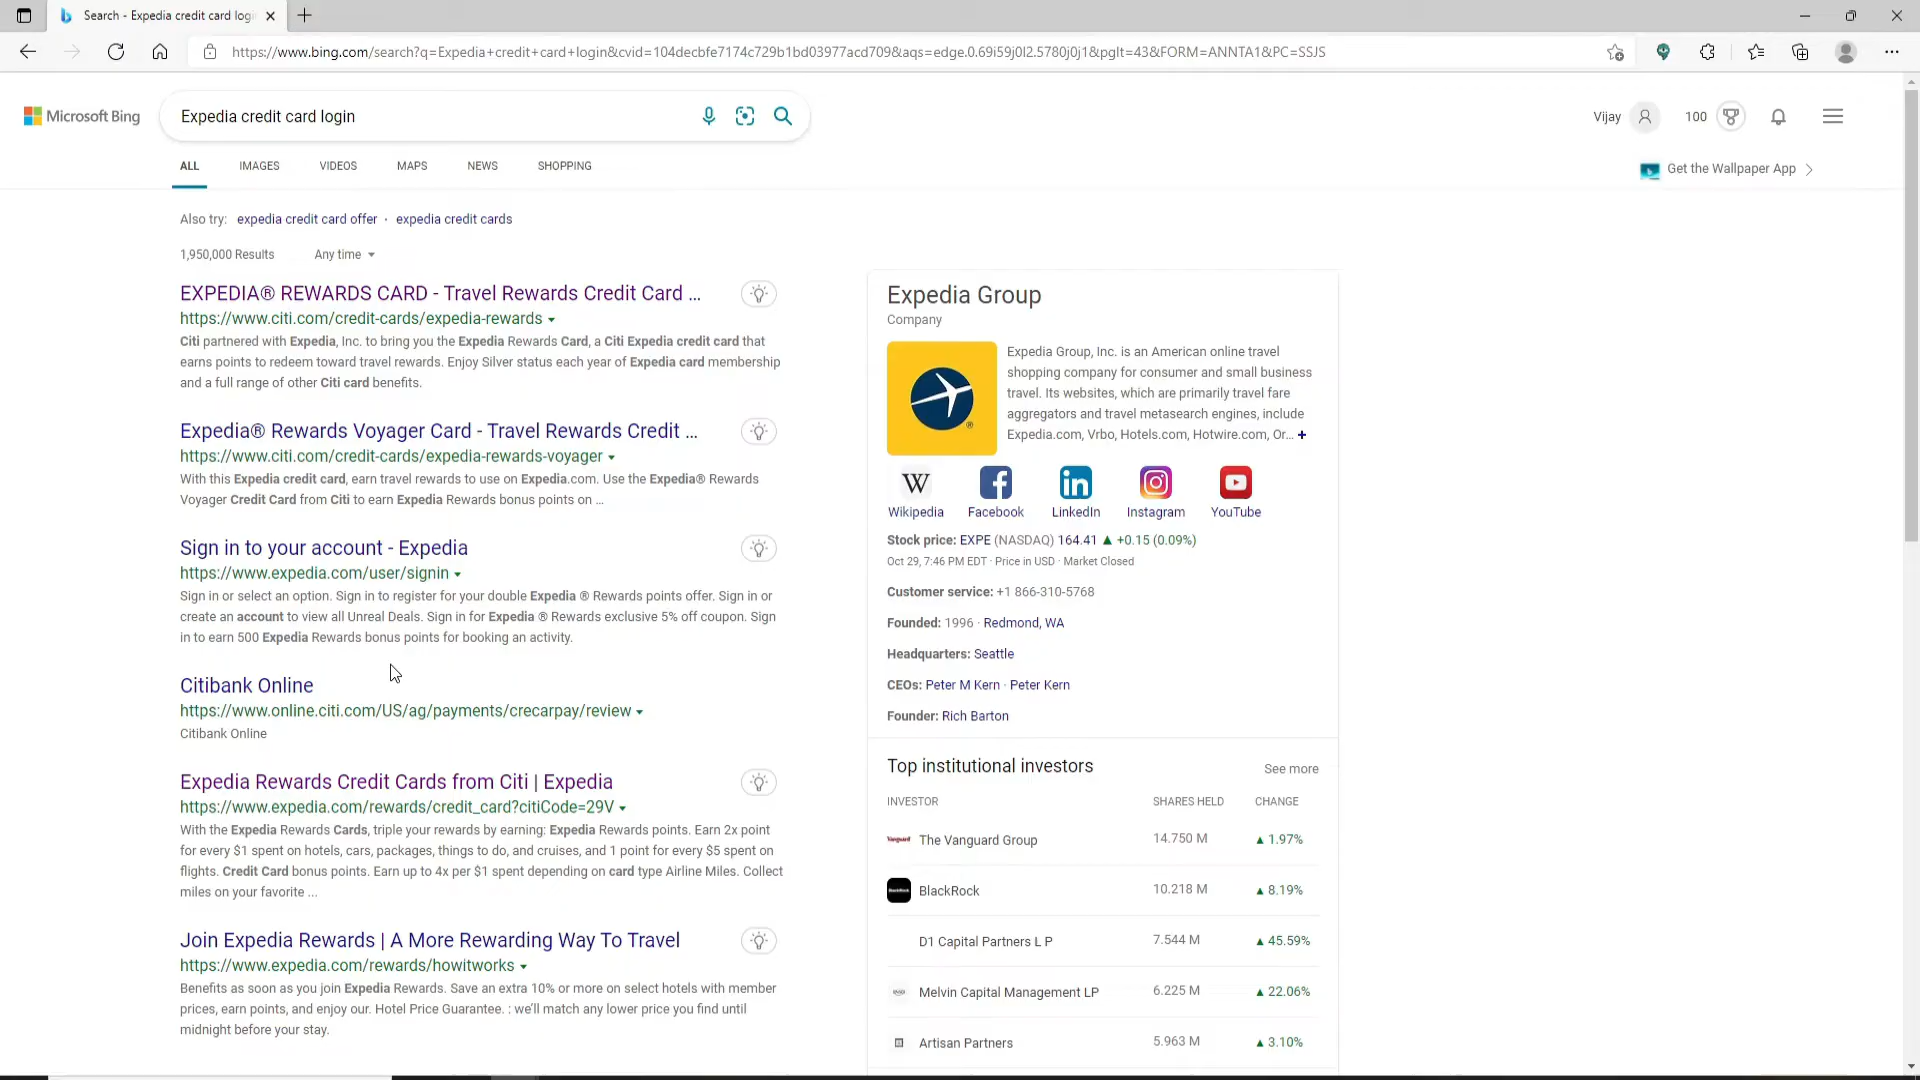 Search - Expedia credit card logi
https://www.bing.com/search?q=Expedia+credit+card+login&cvid=104decbfe7174c729b1bd03977acd709&aqs=edge.0.69i59j0l2.5780j0j1&pglt=43&FORM=ANNTA1&PC=SSJS
Microsoft Bing
Expedia credit card login
Vijay
100
ALL
IMAGES
VIDEOS
MAPS
NEWS
SHOPPING
Get the Wallpaper App
Also try: expedia credit card offer · expedia credit cards
1,950,000 Results
Any time
EXPEDIA® REWARDS CARD - Travel Rewards Credit Card ...
https://www.citi.com/credit-cards/expedia-rewards
Citi partnered with Expedia, Inc. to bring you the Expedia Rewards Card, a Citi Expedia credit card that
earns points to redeem toward travel rewards. Enjoy Silver status each year of Expedia card membership
and a full range of other Citi card benefits.
Expedia® Rewards Voyager Card - Travel Rewards Credit ...
https://www.citi.com/credit-cards/expedia-rewards-voyager
With this Expedia credit card, earn travel rewards to use on Expedia.com. Use the Expedia® Rewards
Voyager Credit Card from Citi to earn Expedia Rewards bonus points on ...
Sign in to your account - Expedia
https://www.expedia.com/user/signin
Sign in or select an option. Sign in to register for your double Expedia ® Rewards points offer. Sign in or
create an account to view all Unreal Deals. Sign in for Expedia ® Rewards exclusive 5% off coupon. Sign
in to earn 500 Expedia Rewards bonus points for booking an activity.
Citibank Online
https://www.online.citi.com/US/ag/payments/crecarpay/review
Citibank Online
Expedia Rewards Credit Cards from Citi | Expedia
https://www.expedia.com/rewards/credit_card?citiCode=29V
With the Expedia Rewards Cards, triple your rewards by earning: Expedia Rewards points. Earn 2x point
for every $1 spent on hotels, cars, packages, things to do, and cruises, and 1 point for every $5 spent on
flights. Credit Card bonus points. Earn up to 4x per $1 spent depending on card type Airline Miles. Collect
miles on your favorite ...
Join Expedia Rewards | A More Rewarding Way To Travel
https://www.expedia.com/rewards/howitworks
Benefits as soon as you join Expedia Rewards. Save an extra 10% or more on select hotels with member
prices, earn points, and enjoy our. Hotel Price Guarantee. : we'll match any lower price you find until
midnight before your stay.
Expedia Group
Company
Expedia Group, Inc. is an American online travel
shopping company for consumer and small business
travel. Its websites, which are primarily travel fare
aggregators and travel metasearch engines, include
Expedia.com, Vrbo, Hotels.com, Hotwire.com, Or... +
Wikipedia
Facebook
LinkedIn
Instagram
YouTube
Stock price: EXPE (NASDAQ) 164.41 ▲ +0.15 (0.09%)
Oct 29, 7:46 PM EDT · Price in USD · Market Closed
Customer service: +1 866-310-5768
Founded: 1996 · Redmond, WA
Headquarters: Seattle
CEOs: Peter M Kern · Peter Kern
Founder: Rich Barton
Top institutional investors
See more
INVESTOR SHARES HELD CHANGE
The Vanguard Group 14.750 M ▲ 1.97%
BlackRock 10.218 M ▲ 8.19%
D1 Capital Partners L P 7.544 M ▲ 45.59%
Melvin Capital Management LP 6.225 M ▲ 22.06%
Artisan Partners 5.963 M ▲ 3.10%